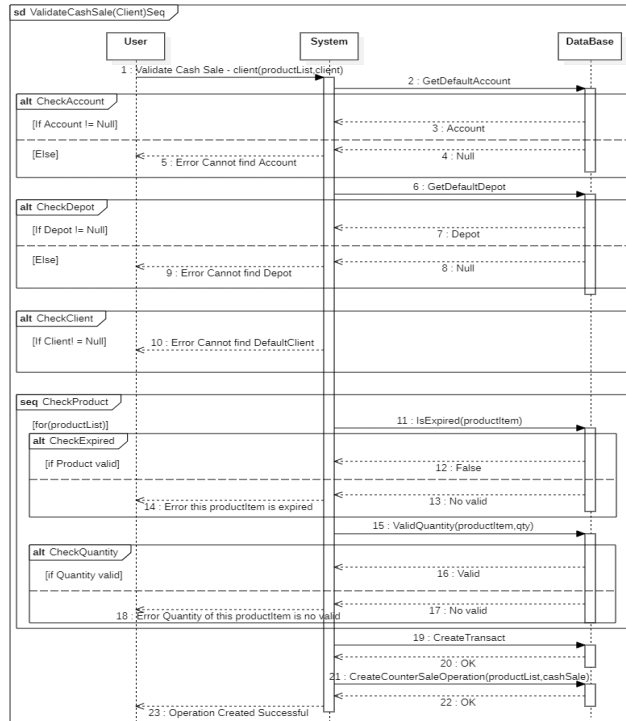 sd ValidateCashSale(Client)Seq
User
System
DataBase
1 : Validate Cash Sale - client(productList,client)
2 : GetDefaultAccount
alt CheckAccount
[If Account != Null]
3 : Account
[Else]
4 : Null
5 : Error Cannot find Account
6 : GetDefaultDepot
alt CheckDepot
[If Depot != Null]
7 : Depot
[Else]
8 : Null
9 : Error Cannot find Depot
alt CheckClient
[If Client! = Null]
10 : Error Cannot find DefaultClient
seq CheckProduct
[for(productList)]
11 : IsExpired(productItem)
alt CheckExpired
[if Product valid]
12 : False
13 : No valid
14 : Error this productItem is expired
15 : ValidQuantity(productItem,qty)
alt CheckQuantity
[if Quantity valid]
16 : Valid
17 : No valid
18 : Error Quantity of this productItem is no valid
19 : CreateTransact
20 : OK
21 : CreateCounterSaleOperation(productList,cashSale)
22 : OK
23 : Operation Created Successful